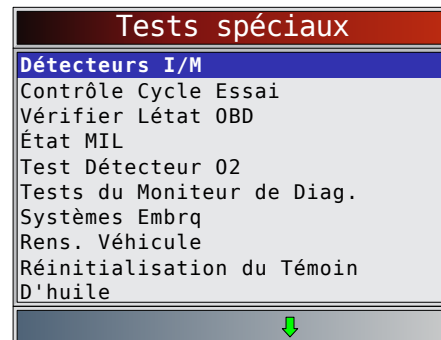 Tests spéciaux
Détecteurs I/M
Contrôle Cycle Essai
Vérifier Létat OBD
État MIL
Test Détecteur O2
Tests du Moniteur de Diag.
Systèmes Embrq
Rens. Véhicule
Réinitialisation du Témoin
D'huile